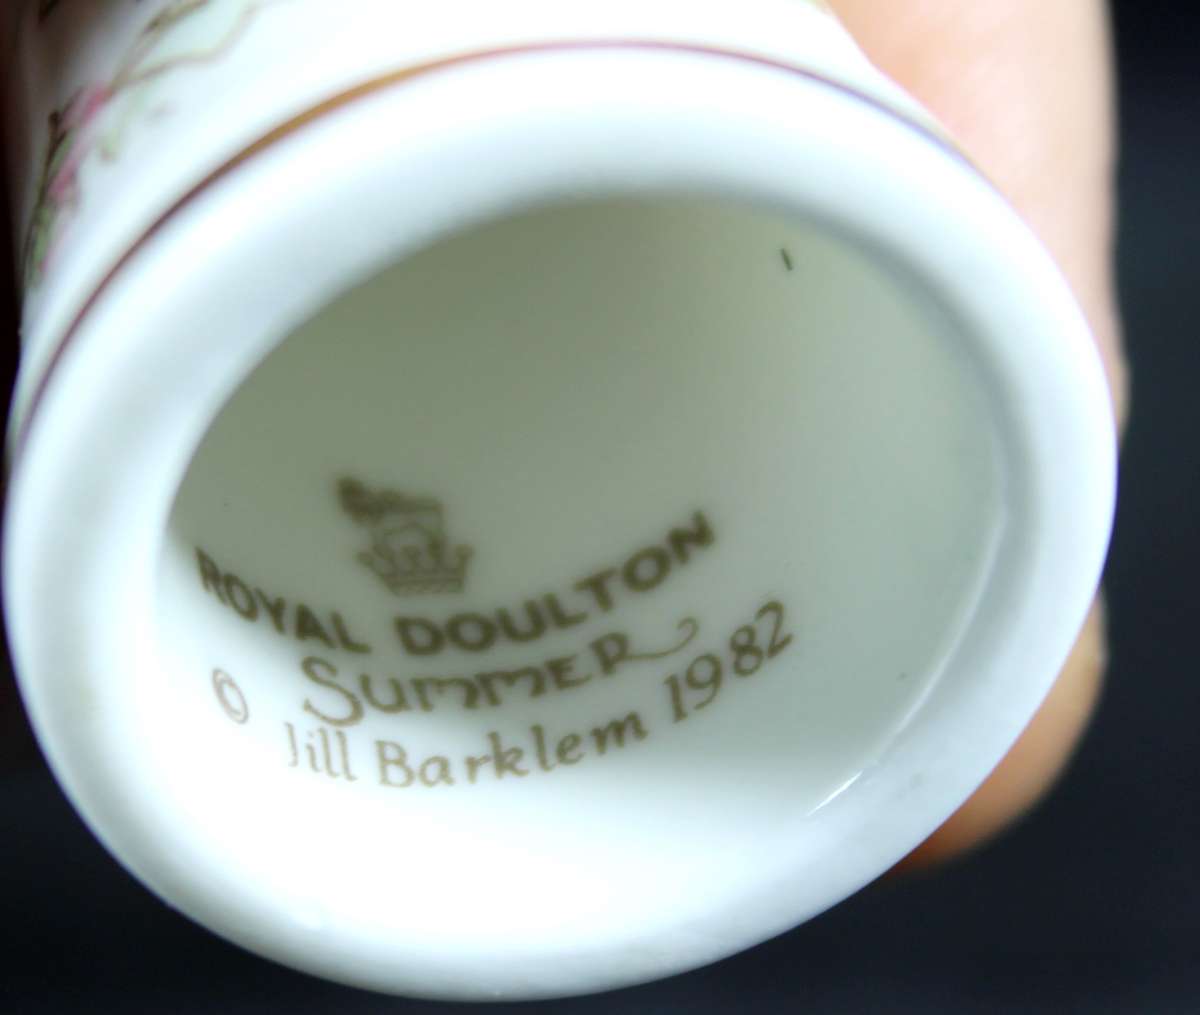 ROYAL DOULTON
SUMMER
© Jill Barklem 1982